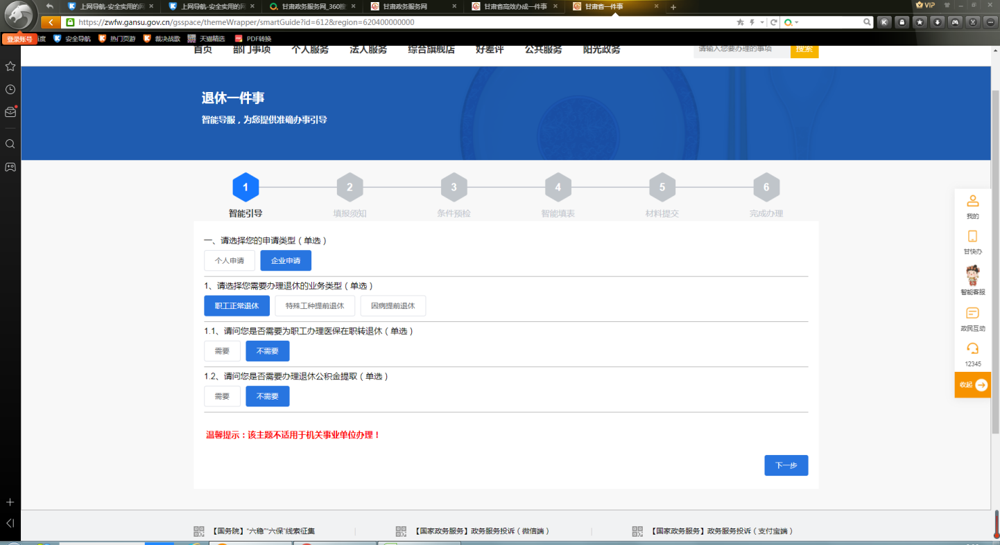 上网导航-安全实用的网
上网导航-安全实用的网
甘肃政务服务网_360搜
甘肃政务服务网
甘肃省高效办成一件事
甘肃省一件事
VIP
https://zwfw.gansu.gov.cn/gsspace/themeWrapper/smartGuide?id=612&region=620400000000
登录账号
百度
安全导航
热门页游
裁决战歌
天猫精选
PDF转换
首页
部门事项
个人服务
法人服务
综合旗舰店
好差评
公共服务
阳光政务
请输入您要办理的事项
搜索
退休一件事
智能导服，为您提供准确办事引导
1
2
3
4
5
6
智能引导
填报须知
条件预检
智能填表
材料提交
完成办理
一、请选择您的申请类型（单选）
个人申请
企业申请
1、请选择您需要办理退休的业务类型（单选）
职工正常退休
特殊工种提前退休
因病提前退休
1.1、请问您是否需要为职工办理医保在职转退休（单选）
需要
不需要
1.2、请问您是否需要办理退休公积金提取（单选）
需要
不需要
温馨提示：该主题不适用于机关事业单位办理！
下一步
我的
甘快办
智能客服
政民互动
12345
收起
【国务院】“六稳”“六保”线索征集
【国家政务服务】政务服务投诉（微信端）
【国家政务服务】政务服务投诉（支付宝端）